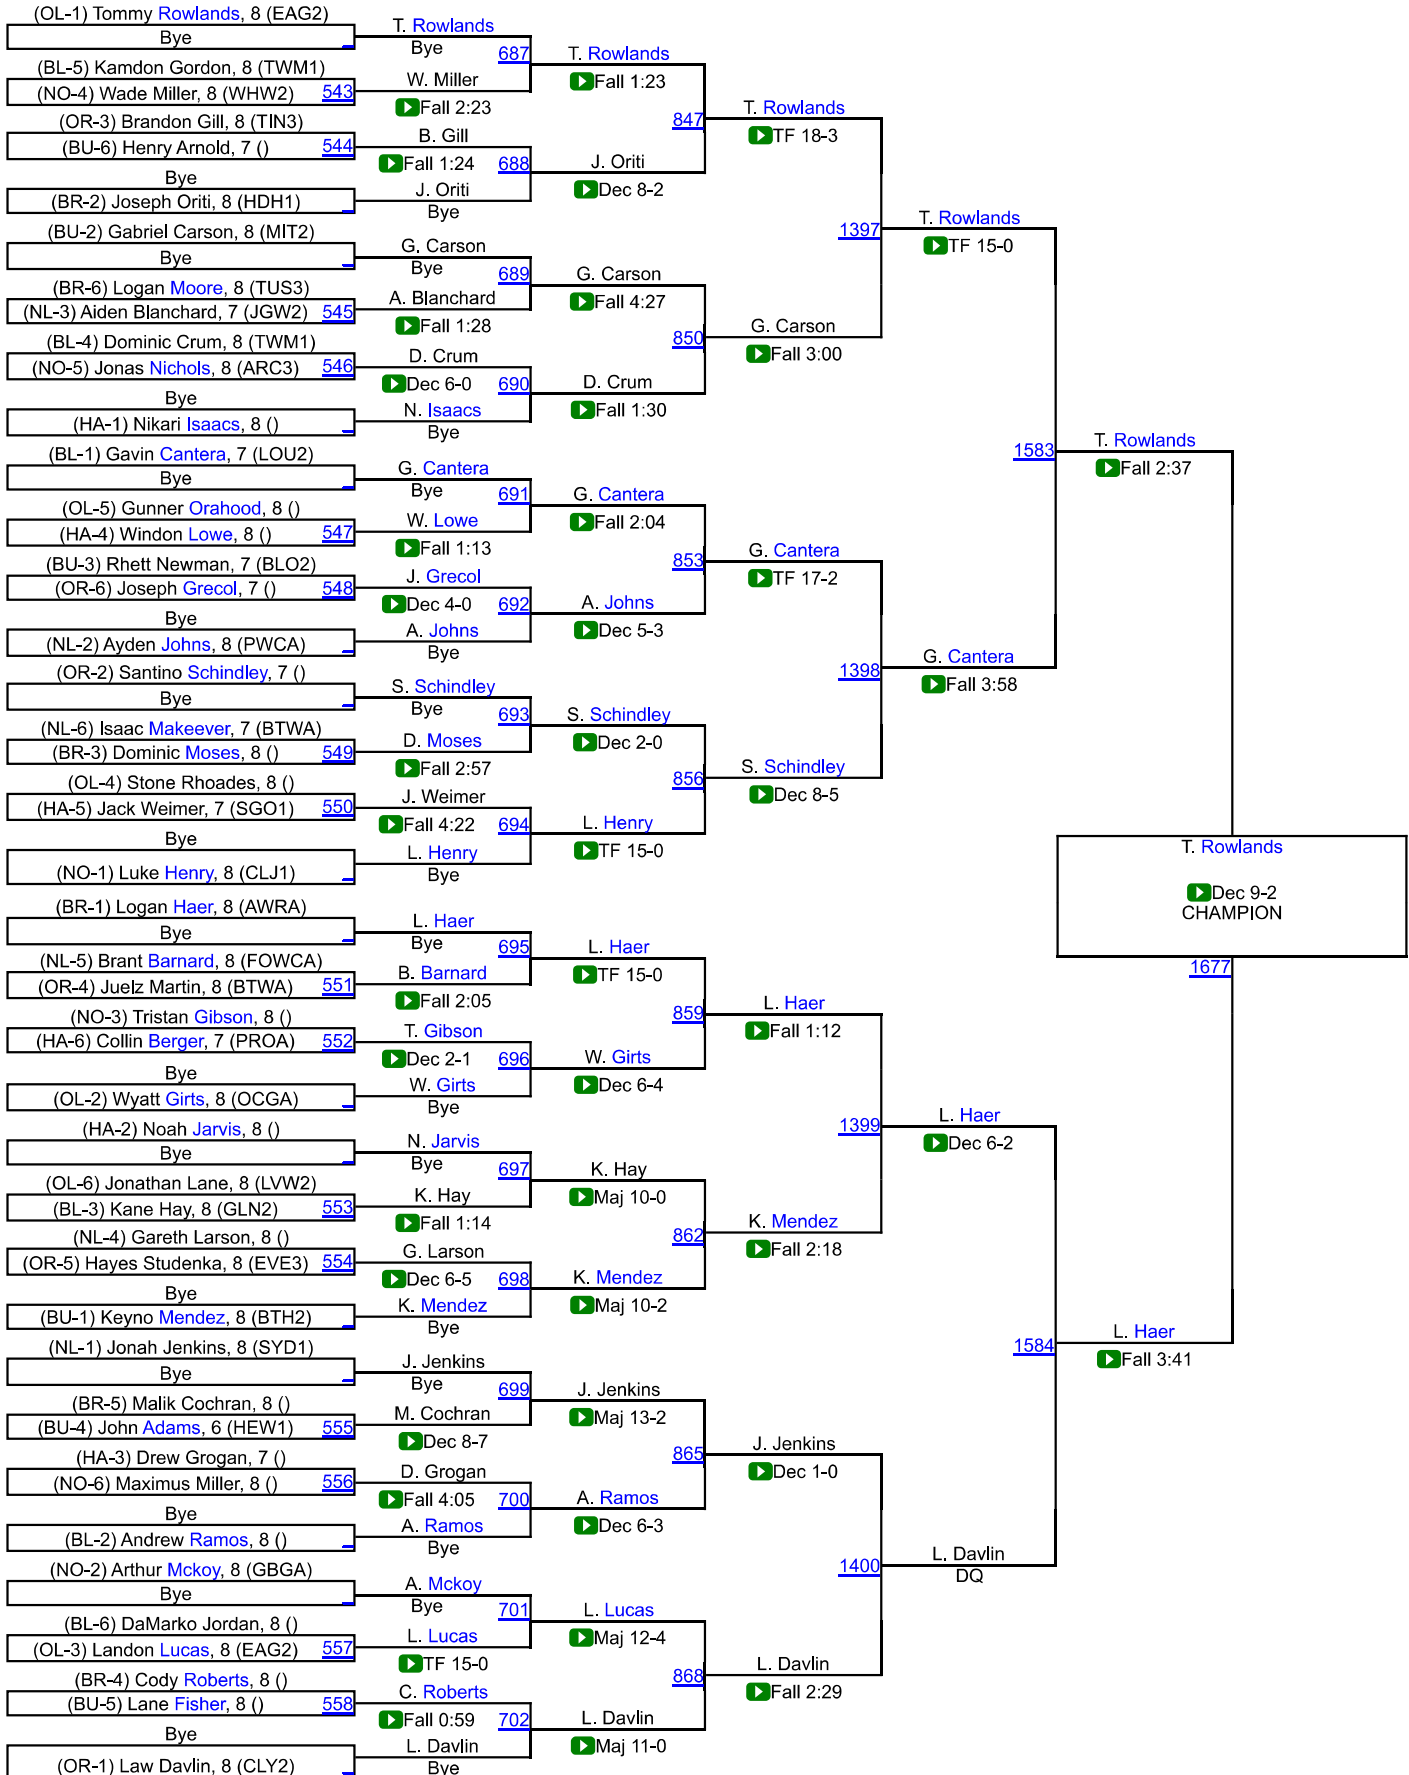 (OL-1) Tommy Rowlands, 8 (EAG2)
Bye
(BL-5) Kamdon Gordon, 8 (TWM1)
(NO-4) Wade Miller, 8 (WHW2) 543
(OR-3) Brandon Gill, 8 (TIN3)
(BU-6) Henry Arnold, 7 () 544
Bye
(BR-2) Joseph Oriti, 8 (HDH1)
(BU-2) Gabriel Carson, 8 (MIT2)
Bye
(BR-6) Logan Moore, 8 (TUS3)
(NL-3) Aiden Blanchard, 7 (JGW2) 545
(BL-4) Dominic Crum, 8 (TWM1)
(NO-5) Jonas Nichols, 8 (ARC3) 546
Bye
(HA-1) Nikari Isaacs, 8 ()
(BL-1) Gavin Cantera, 7 (LOU2)
Bye
(OL-5) Gunner Orahood, 8 ()
(HA-4) Windon Lowe, 8 () 547
(BU-3) Rhett Newman, 7 (BLO2)
(OR-6) Joseph Grecol, 7 () 548
Bye
(NL-2) Ayden Johns, 8 (PWCA)
(OR-2) Santino Schindley, 7 ()
Bye
(NL-6) Isaac Makeever, 7 (BTWA)
(BR-3) Dominic Moses, 8 () 549
(OL-4) Stone Rhoades, 8 ()
(HA-5) Jack Weimer, 7 (SGO1) 550
Bye
(NO-1) Luke Henry, 8 (CLJ1)
(BR-1) Logan Haer, 8 (AWRA)
Bye
(NL-5) Brant Barnard, 8 (FOWCA)
(OR-4) Juelz Martin, 8 (BTWA) 551
(NO-3) Tristan Gibson, 8 ()
(HA-6) Collin Berger, 7 (PROA) 552
Bye
(OL-2) Wyatt Girts, 8 (OCGA)
(HA-2) Noah Jarvis, 8 ()
Bye
(OL-6) Jonathan Lane, 8 (LVW2)
(BL-3) Kane Hay, 8 (GLN2) 553
(NL-4) Gareth Larson, 8 ()
(OR-5) Hayes Studenka, 8 (EVE3) 554
Bye
(BU-1) Keyno Mendez, 8 (BTH2)
(NL-1) Jonah Jenkins, 8 (SYD1)
Bye
(BR-5) Malik Cochran, 8 ()
(BU-4) John Adams, 6 (HEW1) 555
(HA-3) Drew Grogan, 7 ()
(NO-6) Maximus Miller, 8 () 556
Bye
(BL-2) Andrew Ramos, 8 ()
(NO-2) Arthur Mckoy, 8 (GBGA)
Bye
(BL-6) DaMarko Jordan, 8 ()
(OL-3) Landon Lucas, 8 (EAG2) 557
(BR-4) Cody Roberts, 8 ()
(BU-5) Lane Fisher, 8 () 558
Bye
(OR-1) Law Davlin, 8 (CLY2)
T. Rowlands
Bye 687
W. Miller
Fall 2:23
B. Gill
Fall 1:24 688
J. Oriti
Bye
G. Carson
Bye 689
A. Blanchard
Fall 1:28
D. Crum
Dec 6-0 690
N. Isaacs
Bye
G. Cantera
Bye 691
W. Lowe
Fall 1:13
J. Grecol
Dec 4-0 692
A. Johns
Bye
S. Schindley
Bye 693
D. Moses
Fall 2:57
J. Weimer
Fall 4:22 694
L. Henry
Bye
L. Haer
Bye 695
B. Barnard
Fall 2:05
T. Gibson
Dec 2-1 696
W. Girts
Bye
N. Jarvis
Bye 697
K. Hay
Fall 1:14
G. Larson
Dec 6-5 698
K. Mendez
Bye
J. Jenkins
Bye 699
M. Cochran
Dec 8-7
D. Grogan
Fall 4:05 700
A. Ramos
Bye
A. Mckoy
Bye 701
L. Lucas
TF 15-0
C. Roberts
Fall 0:59 702
L. Davlin
Bye
T. Rowlands
Fall 1:23
847
J. Oriti
Dec 8-2
G. Carson
Fall 4:27
850
D. Crum
Fall 1:30
G. Cantera
Fall 2:04
853
A. Johns
Dec 5-3
S. Schindley
Dec 2-0
856
L. Henry
TF 15-0
L. Haer
TF 15-0
859
W. Girts
Dec 6-4
K. Hay
Maj 10-0
862
K. Mendez
Maj 10-2
J. Jenkins
Maj 13-2
865
A. Ramos
Dec 6-3
L. Lucas
Maj 12-4
868
L. Davlin
Maj 11-0
T. Rowlands
TF 18-3
1397
G. Carson
Fall 3:00
G. Cantera
TF 17-2
1398
S. Schindley
Dec 8-5
L. Haer
Fall 1:12
1399
K. Mendez
Fall 2:18
J. Jenkins
Dec 1-0
1400
L. Davlin
Fall 2:29
T. Rowlands
TF 15-0
1583
G. Cantera
Fall 3:58
L. Haer
Dec 6-2
1584
L. Davlin
DQ
T. Rowlands
Fall 2:37
T. Rowlands
Dec 9-2
CHAMPION
1677
L. Haer
Fall 3:41